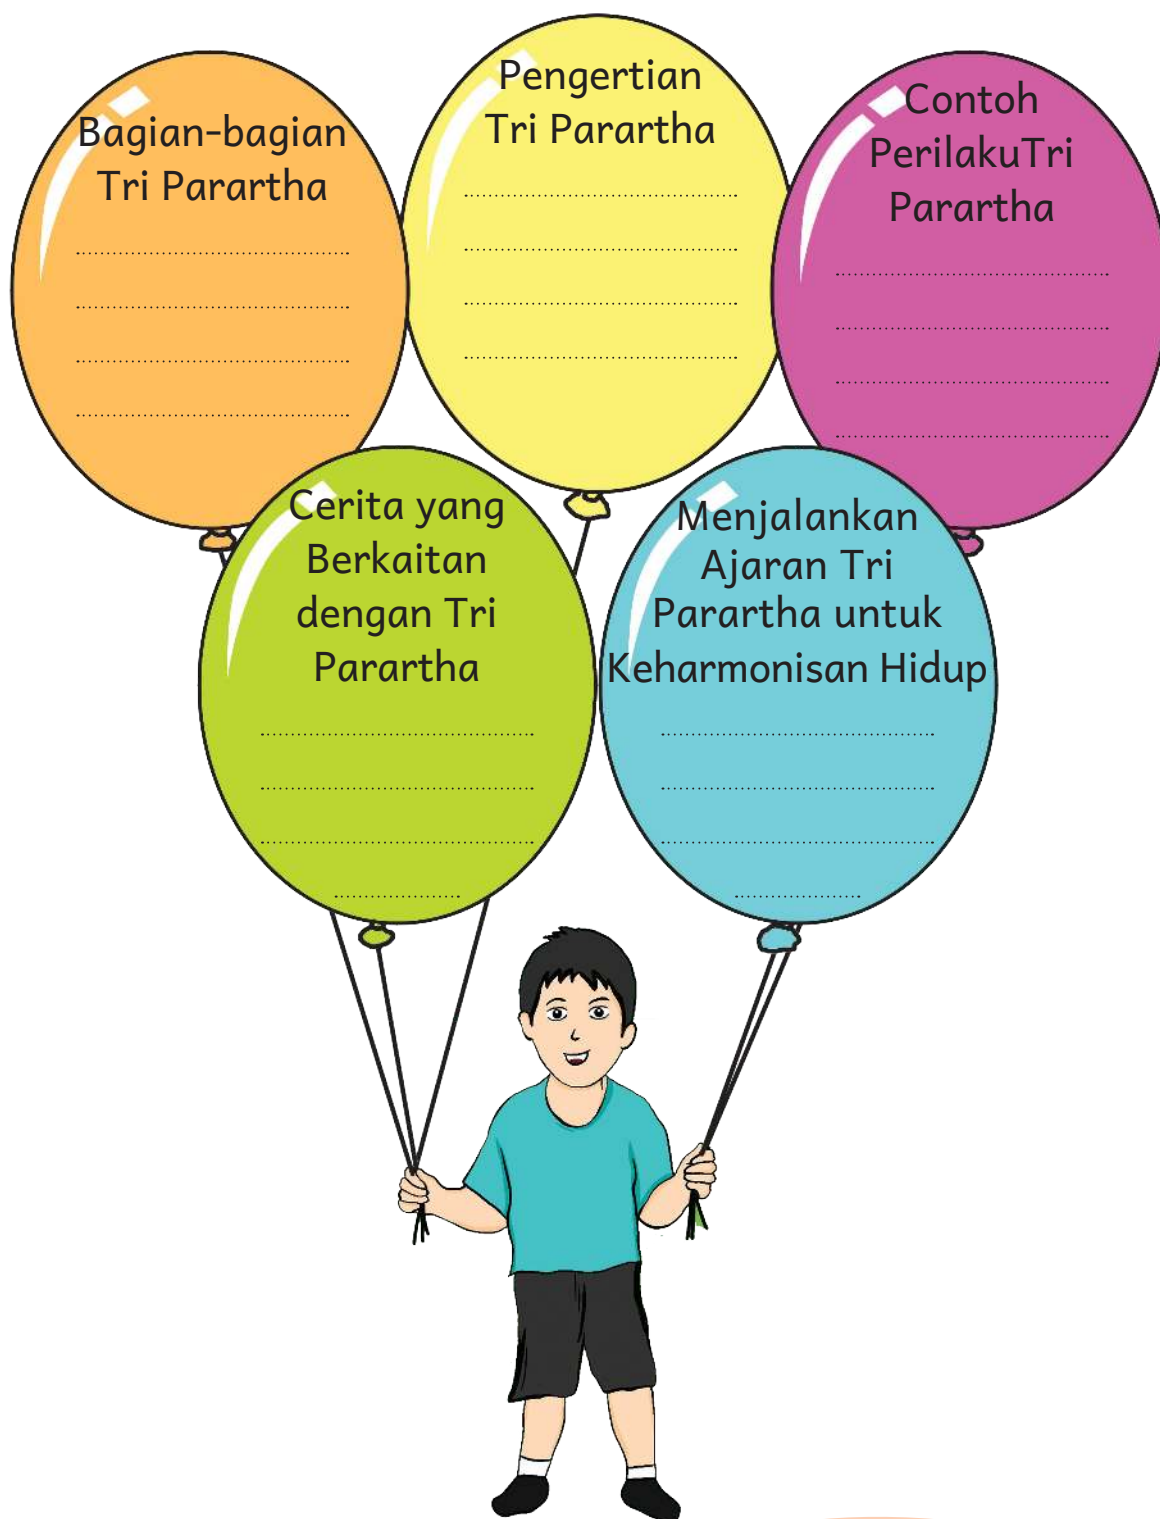 Bagian-bagian
Tri Parartha
Pengertian
Tri Parartha
Contoh
PerilakuTri
Parartha
Cerita yang
Berkaitan
dengan Tri
Parartha
Menjalankan
Ajaran Tri
Parartha untuk
Keharmonisan Hidup